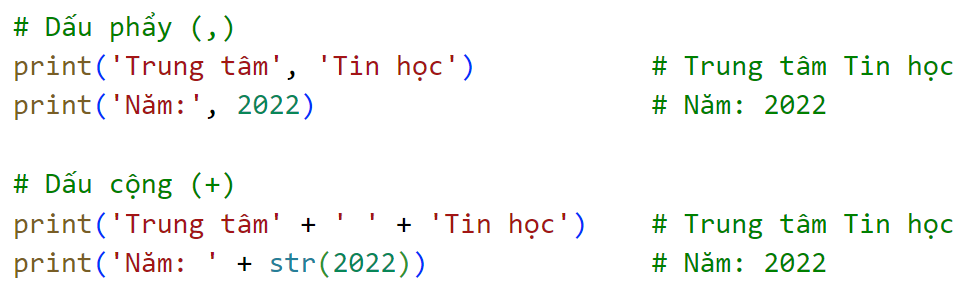 # Dấu phẩy (,)
print('Trung tâm', 'Tin học')           # Trung tâm Tin học
print('Năm:', 2022)                     # Năm: 2022

# Dấu cộng (+)
print('Trung tâm' + ' ' + 'Tin học')    # Trung tâm Tin học
print('Năm: ' + str(2022))              # Năm: 2022